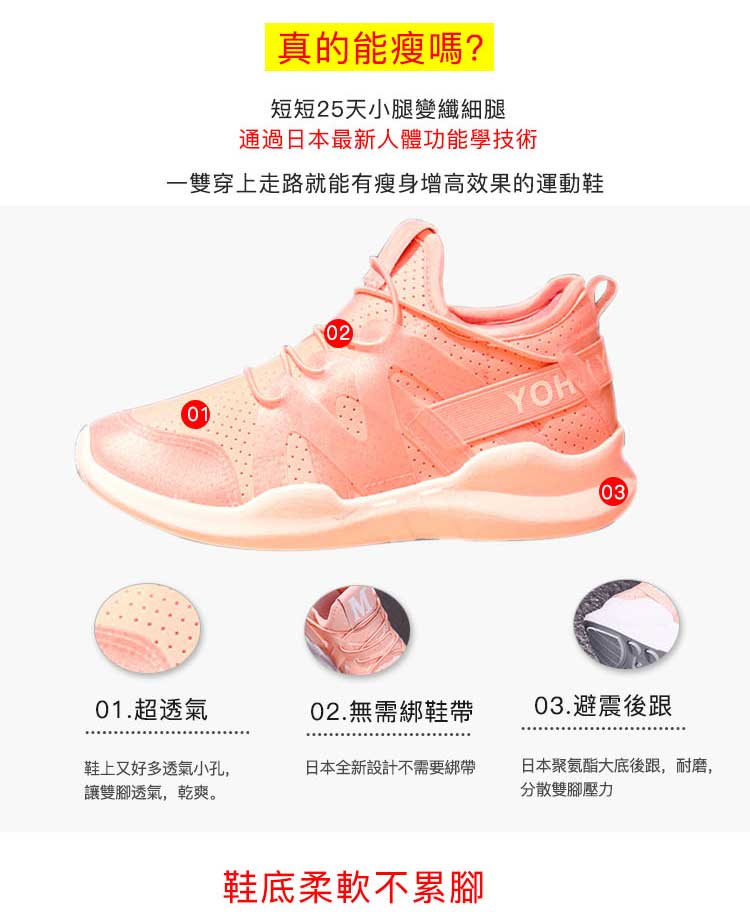 真的能瘦嗎?
短短25天小腿變纖細腿
通過日本最新人體功能學技術
一雙穿上走路就能有瘦身增高效果的運動鞋
02
01
YOH
03
M
01.超透氣
02.無需綁鞋帶
03.避震後跟
鞋上又好多透氣小孔,
讓雙腳透氣,乾爽。
日本全新設計不需要綁帶
日本聚氨酯大底後跟,耐磨,
分散雙腳壓力
鞋底柔軟不累腳